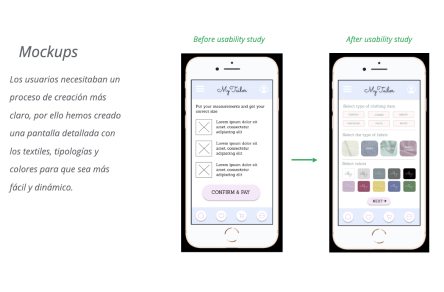 Mockups
Los usuarios necesitaban un
proceso de creación más
claro, por ello hemos creado
una pantalla detallada con
los textiles, tipologías y
colores para que sea más
fácil y dinámico.
Before usability study
MyTailor
Put your measurements and get your
correct size
Lorem ipsum dolor sit
amet, consectetur
adipiscing elit
Lorem ipsum dolor sit
amet, consectetur
adipiscing elit
Lorem ipsum dolor sit
amet, consectetur
adipiscing elit
CONFIRM & PAY
After usability study
MyTailor
Select type of clothing item
Select the type of fabric
Select colors
NEXT